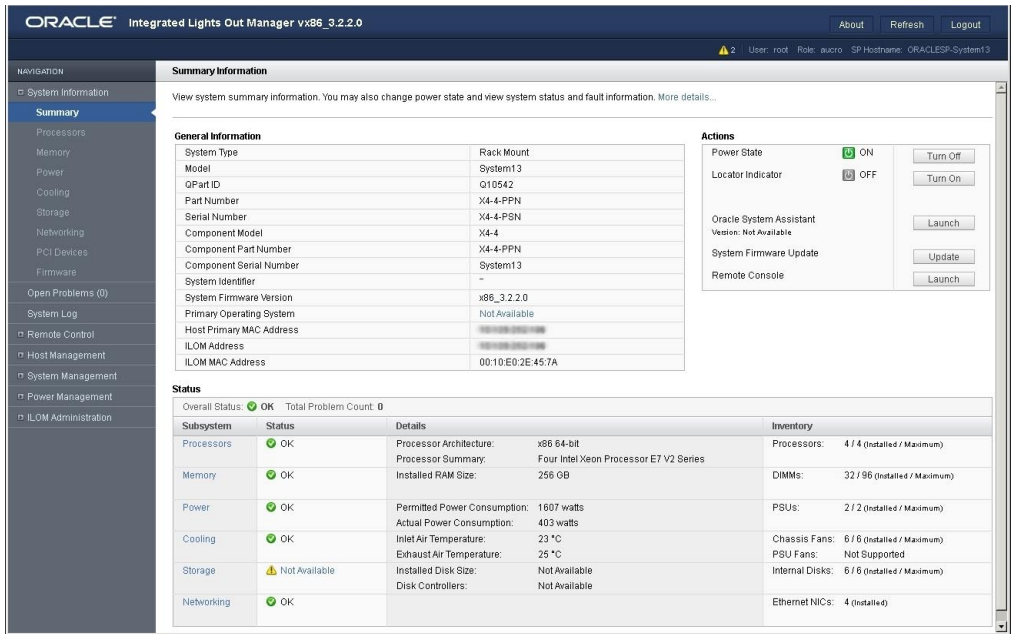 ORACLE Integrated Lights Out Manager vx86_3.2.2.0
About Refresh Logout
2 User: root Role: aucro SP Hostname: ORACLESP-System13
NAVIGATION
System Information
Summary
Processors
Memory
Power
Cooling
Storage
Networking
PCI Devices
Firmware
Open Problems (0)
System Log
Remote Control
Host Management
System Management
Power Management
ILOM Administration
Summary Information
View system summary information. You may also change power state and view system status and fault information. More details...
General Information
System Type Rack Mount
Model System13
QPart ID Q10542
Part Number X4-4-PPN
Serial Number X4-4-PSN
Component Model X4-4
Component Part Number X4-4-PPN
Component Serial Number System13
System Identifier -
System Firmware Version x86_3.2.2.0
Primary Operating System Not Available
Host Primary MAC Address
ILOM Address
ILOM MAC Address 00:10:E0:2E:45:7A
Actions
Power State ON Turn Off
Locator Indicator OFF Turn On
Oracle System Assistant Launch
Version: Not Available
System Firmware Update Update
Remote Console Launch
Status
Overall Status: OK Total Problem Count: 0
Subsystem Status Details Inventory
Processors OK Processor Architecture: x86 64-bit Processors: 4 / 4 (Installed / Maximum)
Processor Summary: Four Intel Xeon Processor E7 V2 Series
Memory OK Installed RAM Size: 256 GB DIMMs: 32 / 96 (Installed / Maximum)
Power OK Permitted Power Consumption: 1607 watts PSUs: 2 / 2 (Installed / Maximum)
Actual Power Consumption: 403 watts
Cooling OK Inlet Air Temperature: 23 °C Chassis Fans: 6 / 6 (Installed / Maximum)
Exhaust Air Temperature: 25 °C PSU Fans: Not Supported
Storage Not Available Installed Disk Size: Not Available Internal Disks: 6 / 6 (Installed / Maximum)
Disk Controllers: Not Available
Networking OK Ethernet NICs: 4 (Installed)